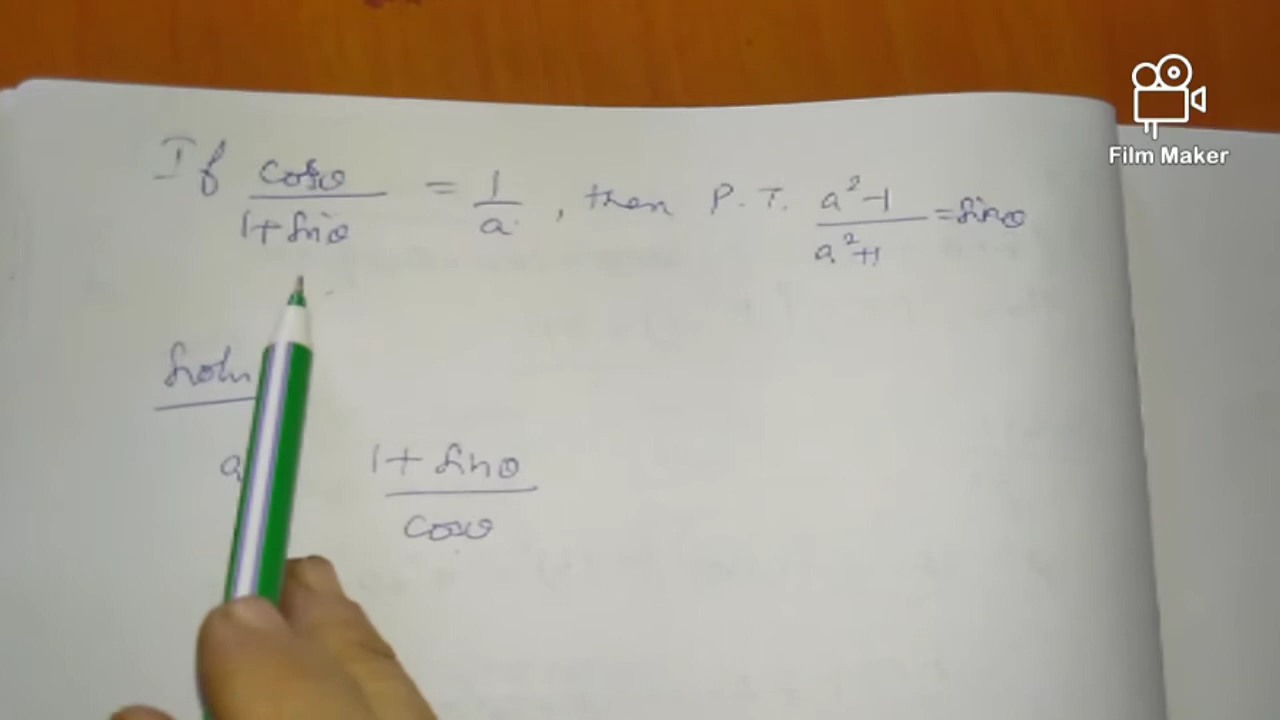 If cosθ / 1+sinθ = 1/a , then P.T. a²-1 / a²+1 = sinθ
Soln
a 1+sinθ / cosθ
Film Maker